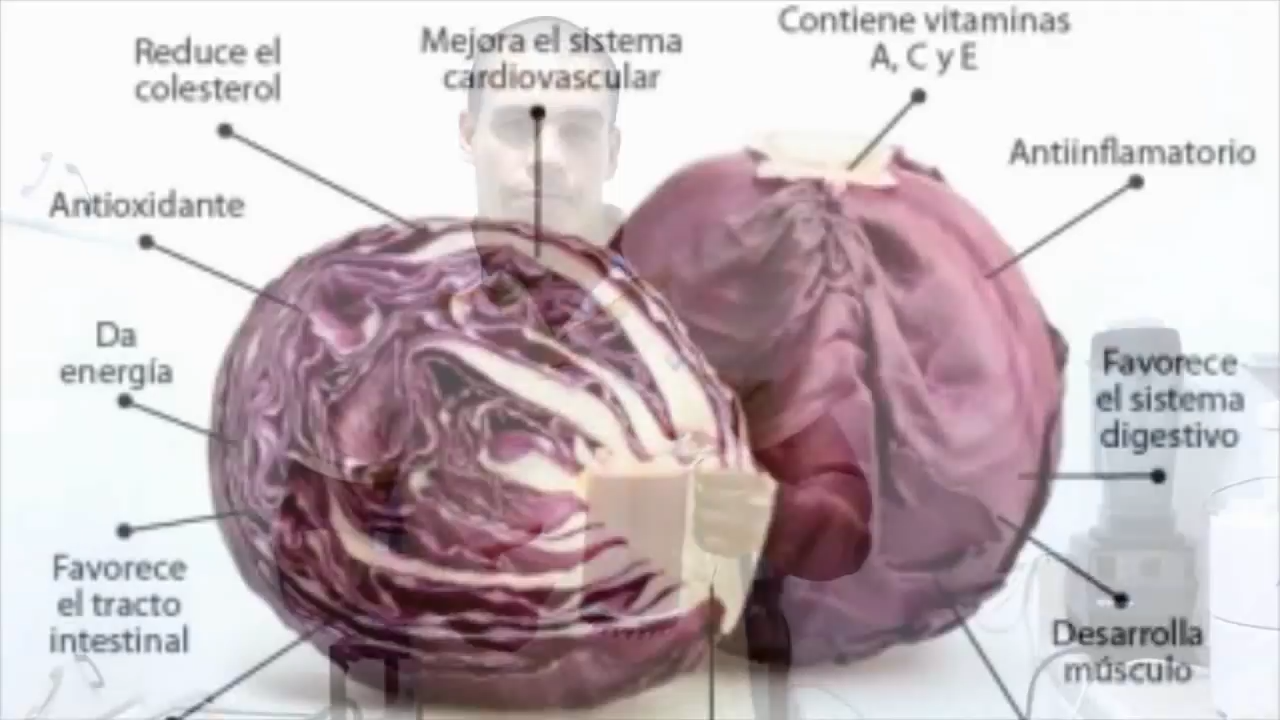 Contiene vitaminas
A, C y E
Mejora el sistema
cardiovascular
Reduce el
colesterol
Antiinflamatorio
Antioxidante
Da
energía
Favorece
el sistema
digestivo
Favorece
el tracto
intestinal
Desarrolla
músculo